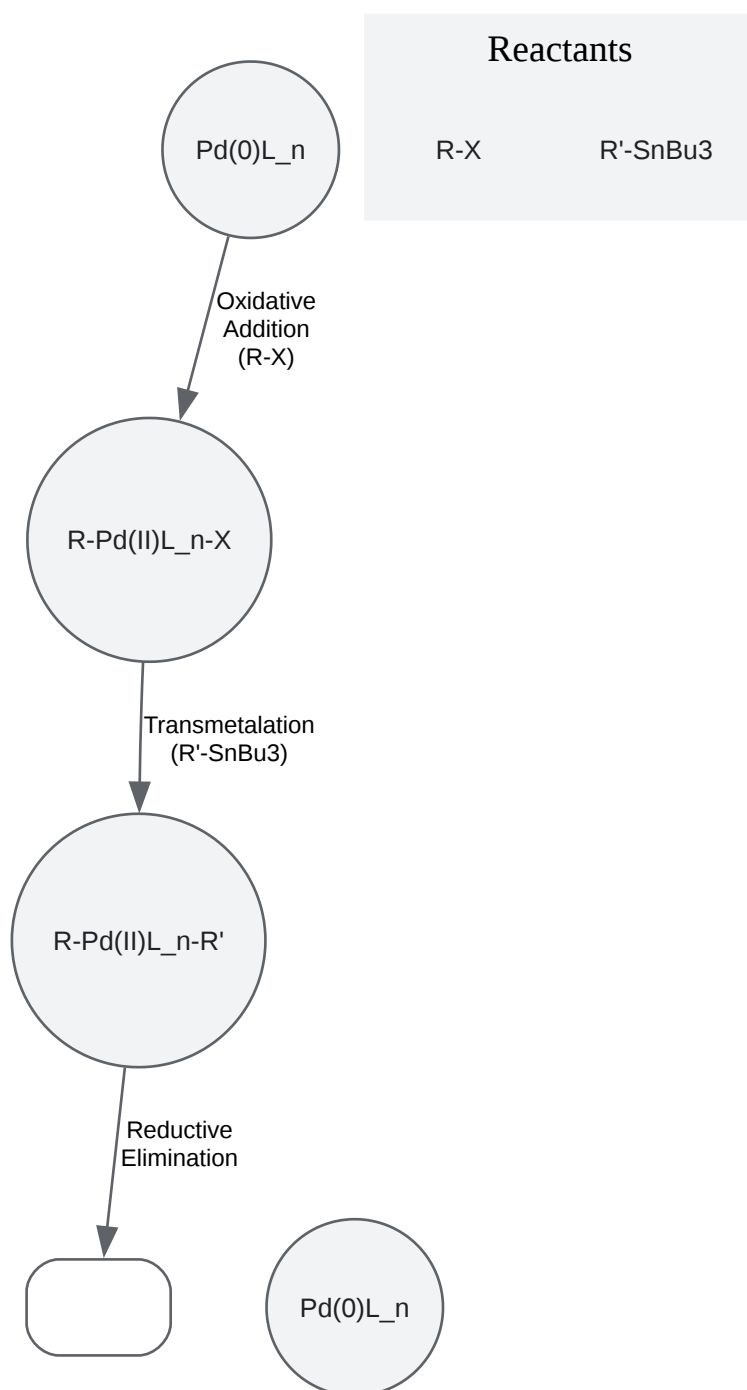 Reactants
Pd(0)L_n
R-X
R'-SnBu3
Oxidative
Addition
(R-X)
R-Pd(II)L_n-X
Transmetalation
(R'-SnBu3)
R-Pd(II)L_n-R'
Reductive
Elimination
Pd(0)L_n